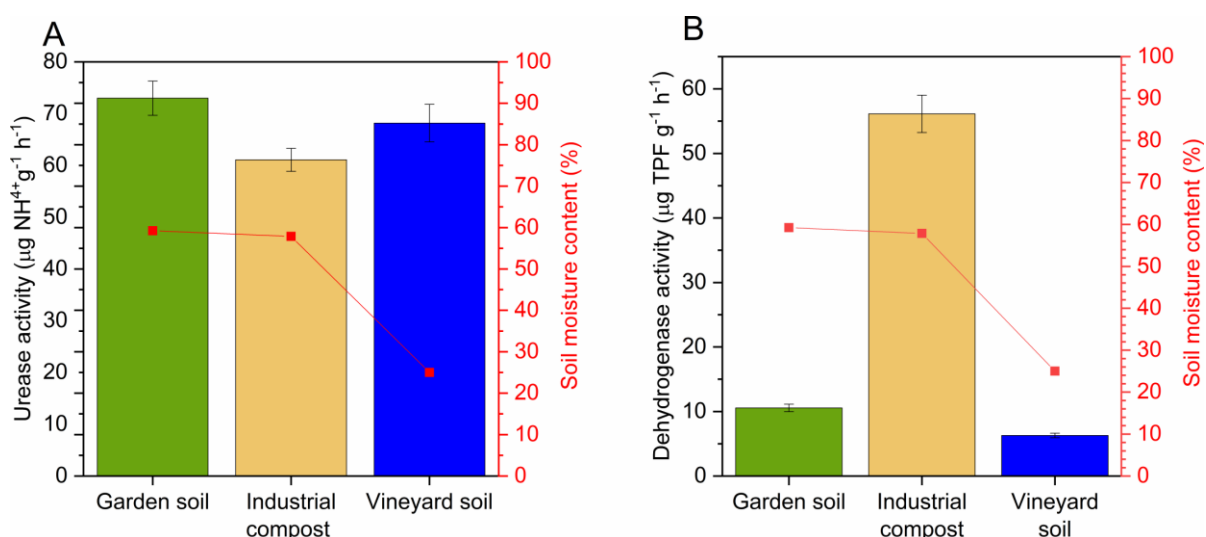 A
Urease activity (μg NH⁴⁺g⁻¹ h⁻¹)
80
70
60
50
40
30
20
10
0
100
90
80
70
60
50
40
30
20
10
0
Soil moisture content (%)
Garden soil
Industrial
compost
Vineyard soil
B
Dehydrogenase activity (μg TPF g⁻¹ h⁻¹)
60
50
40
30
20
10
0
100
90
80
70
60
50
40
30
20
10
0
Soil moisture content (%)
Garden soil
Industrial
compost
Vineyard
soil